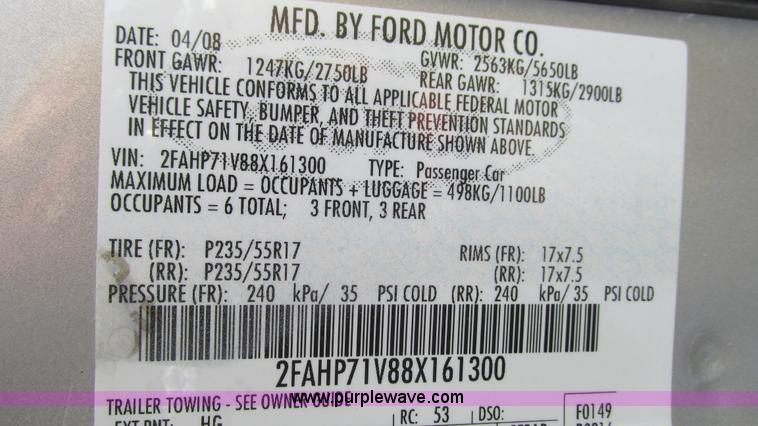 MFD. BY FORD MOTOR CO.
DATE: 04/08 GVWR: 2563KG/5650LB
FRONT GAWR: 1247KG/2750LB REAR GAWR: 1315KG/2900LB
THIS VEHICLE CONFORMS TO ALL APPLICABLE FEDERAL MOTOR
VEHICLE SAFETY, BUMPER, AND THEFT PREVENTION STANDARDS
IN EFFECT ON THE DATE OF MANUFACTURE SHOWN ABOVE.
VIN: 2FAHP71V88X161300 TYPE: Passenger Car
MAXIMUM LOAD = OCCUPANTS + LUGGAGE = 498KG/1100LB
OCCUPANTS = 6 TOTAL; 3 FRONT, 3 REAR
TIRE (FR): P235/55R17 RIMS (FR): 17x7.5
(RR): P235/55R17 (RR): 17x7.5
PRESSURE (FR): 240 kPa/ 35 PSI COLD (RR): 240 kPa/ 35 PSI COLD
2FAHP71V88X161300
TRAILER TOWING - SEE OWNER GUIDE
www.purplewave.com
EXT PNT: HG RC: 53 DSO: F0149